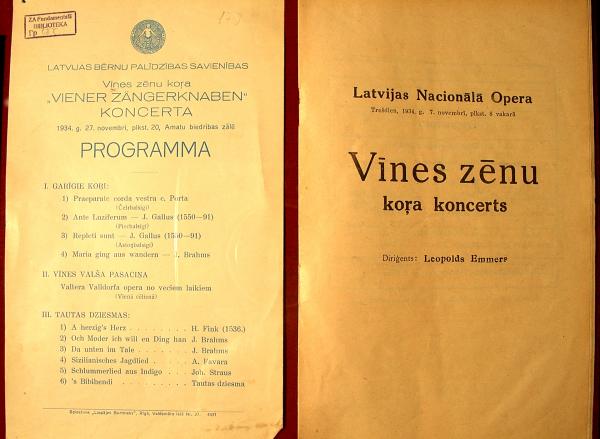 ZA Fundamentālā
BIBLIOTEKA
LATVIJAS BĒRNU PALĪDZĪBAS SAVIENĪBAS
Vīnes zēnu koŗa
„VIENER ZĀNGERKNABEN"
KONCERTA
1934. g. 27. novembrī, plkst. 20, Amatu biedrības zālē
PROGRAMMA
I. GARĪGIE KOŖI:
1) Praeparate corda vestra c. Porta
(Četrbalsīgi)
2) Ante Luziferum — J. Gallus (1550—91)
(Piecbalsīgi)
3) Repleti sunt — J. Gallus (1550—91)
(Astoņbalsīgi)
4) Maria ging aus wandern — J. Brahms
II. VĪNES VALŠA PASACIŅA
Valtera Valldorfa opera no veciem laikiem
(Vienā cēlienā)
III. TAUTAS DZIESMAS:
1) A herzig's Herz . . . . . . . . H. Fink (1536.)
2) Och Moder ich will en Ding han J. Brahms
3) Da unten im Tale . . . . . . . J. Brahms
4) Sizilianisches Jagdlied . . . . A. Favara
5) Schlummerlied aus Indigo . . . Joh. Straus
6) 's Bibihendi . . . . . . . . . Tautas dziesma
Latvijas Nacionālā Opera
Trešdien, 1934. g. 7. novembrī, plkst. 8 vakarā
Vīnes zēnu
koŗa koncerts
Diriģents: Leopolds Emmers